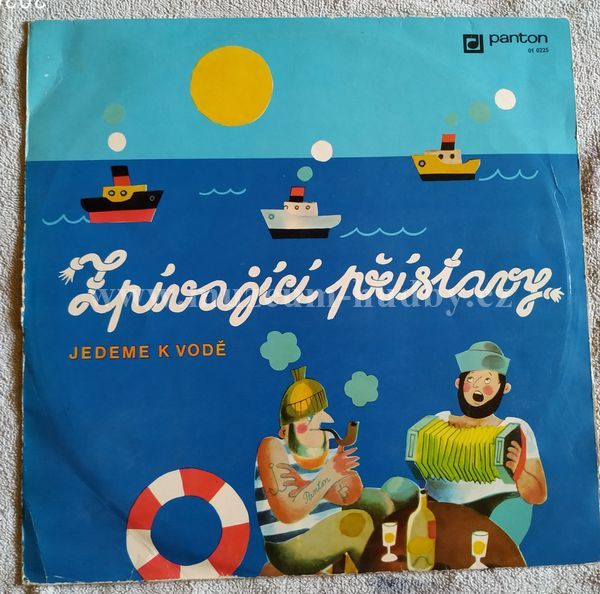 panton
01 0225
Zpívající přístavy
JEDEME K VODĚ
Panton